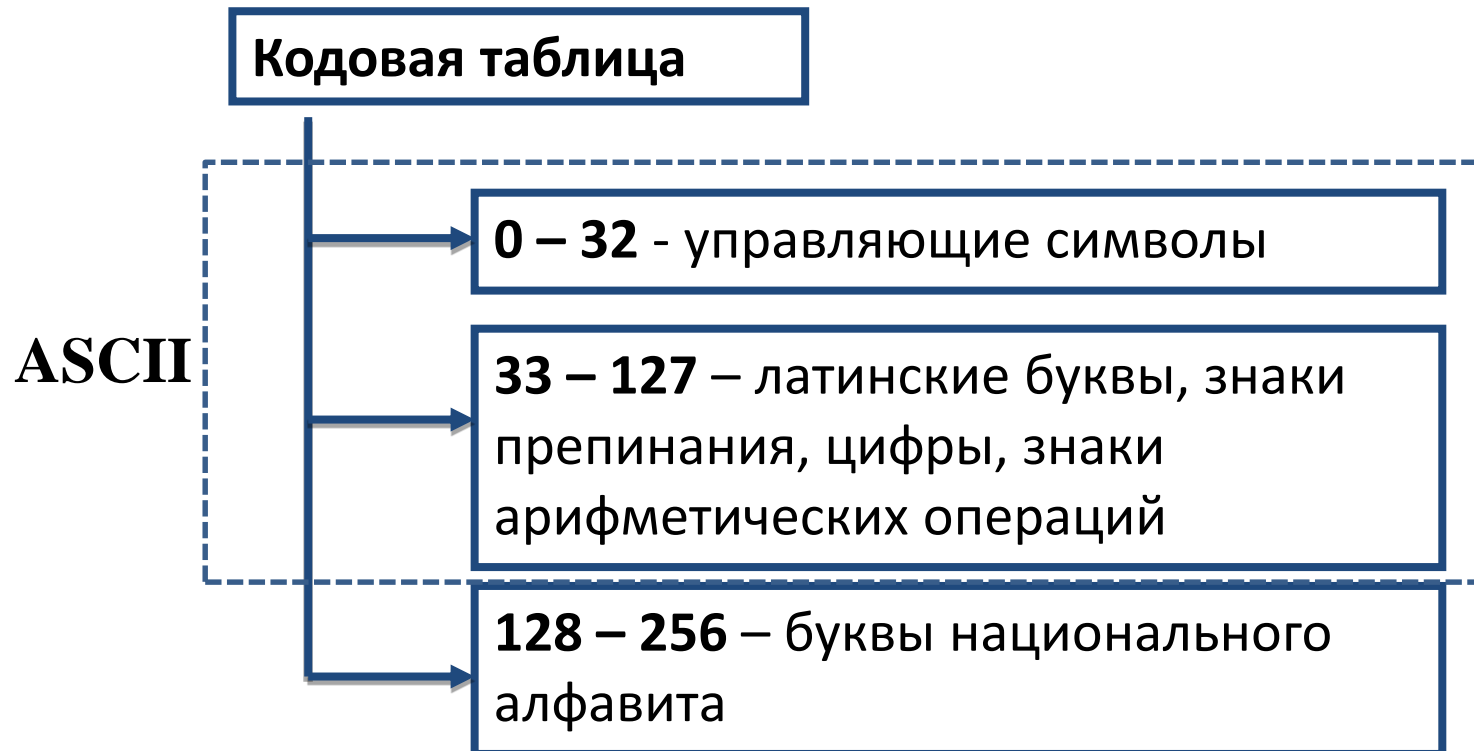 Кодовая таблица
0 – 32 - управляющие символы
ASCII
33 – 127 – латинские буквы, знаки
препинания, цифры, знаки
арифметических операций
128 – 256 – буквы национального
алфавита